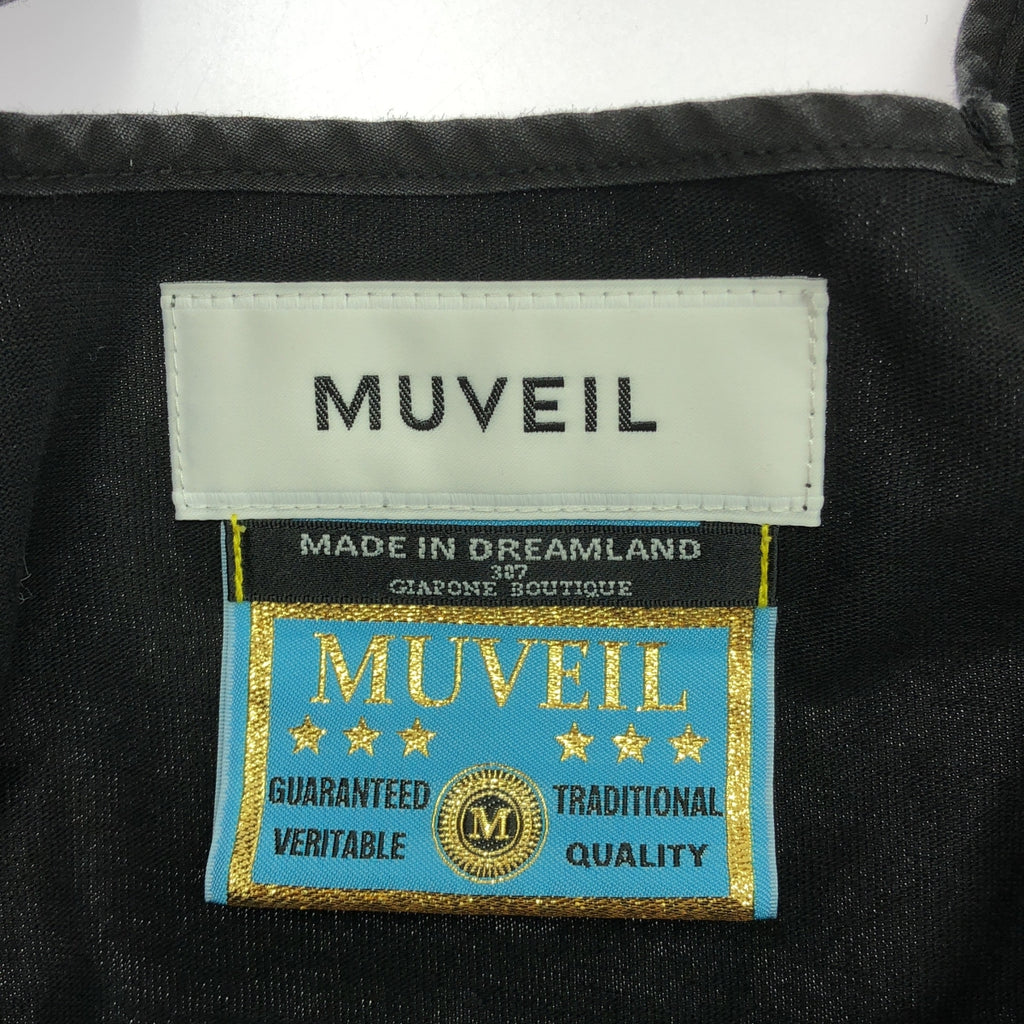 MUVEIL
MADE IN DREAMLAND
307
GIAPONE BOUTIQUE
MUVEIL
GUARANTEED VERITABLE
M
TRADITIONAL QUALITY